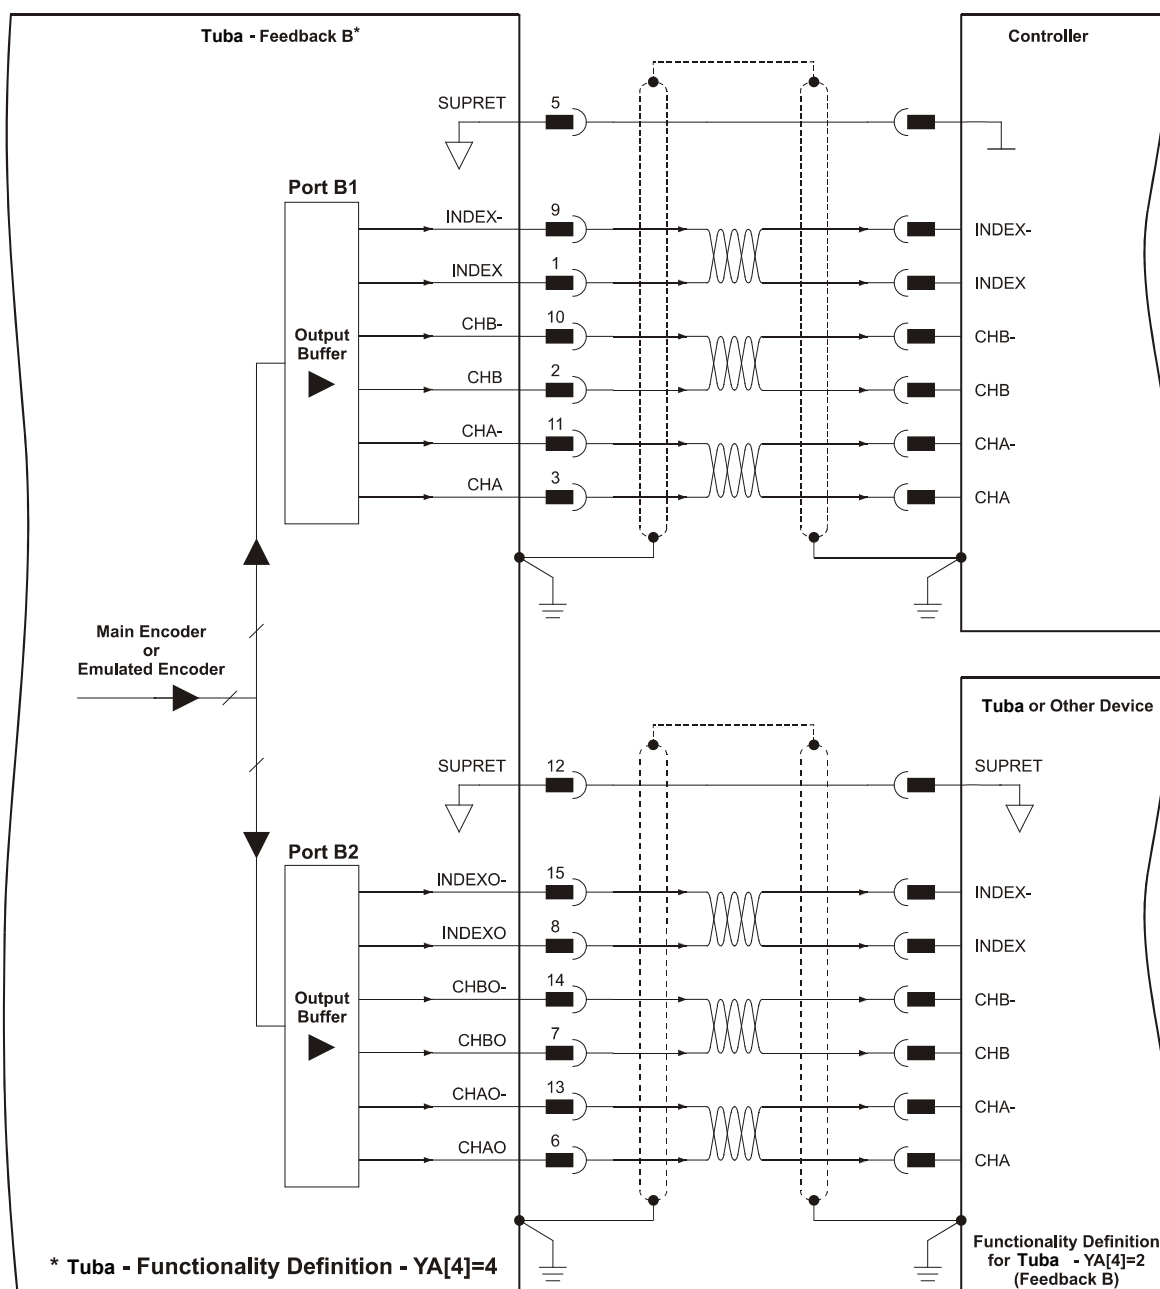 Tuba - Feedback B*
Controller
SUPRET
5
Port B1
INDEX-
9
INDEX-
INDEX
1
INDEX
CHB-
10
CHB-
Output
Buffer
CHB
2
CHB
CHA-
11
CHA-
CHA
3
CHA
Main Encoder
or
Emulated Encoder
Tuba or Other Device
SUPRET
12
SUPRET
Port B2
INDEXO-
15
INDEX-
INDEXO
8
INDEX
CHBO-
14
CHB-
Output
Buffer
CHBO
7
CHB
CHAO-
13
CHA-
CHAO
6
CHA
* Tuba - Functionality Definition - YA[4]=4
Functionality Definition
for Tuba - YA[4]=2
(Feedback B)